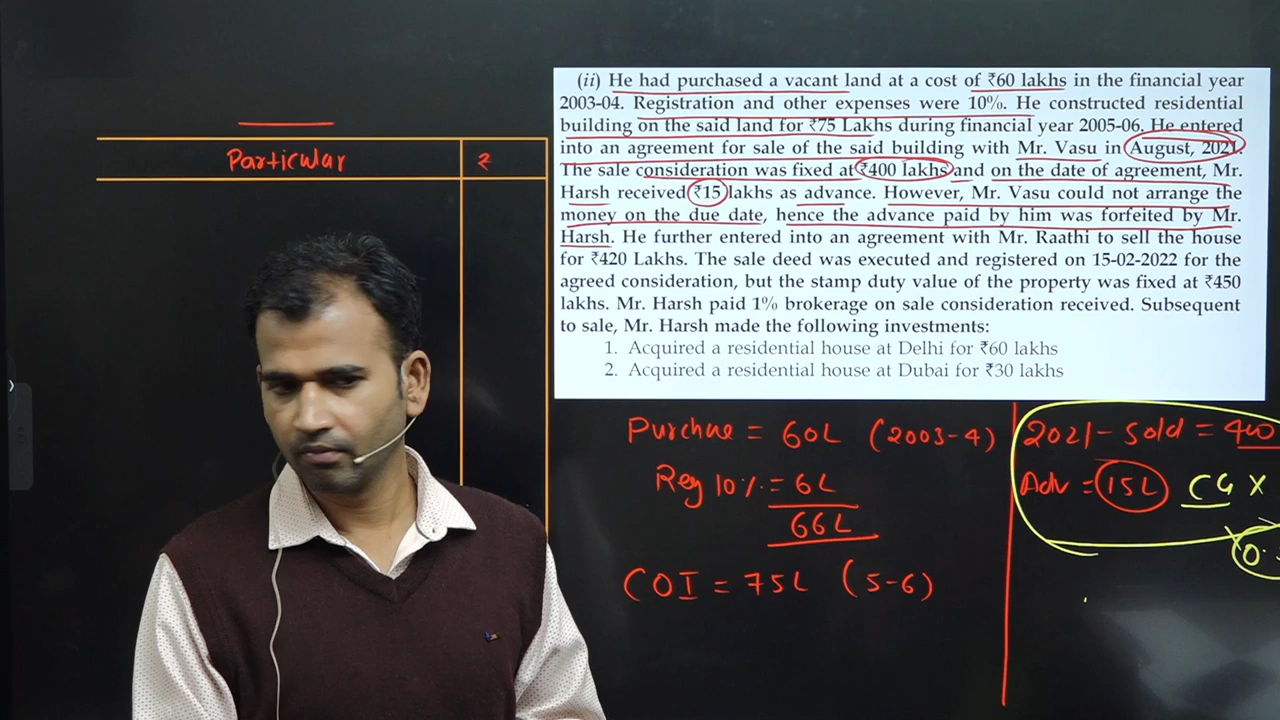 (ii) He had purchased a vacant land at a cost of ₹60 lakhs in the financial year
2003-04. Registration and other expenses were 10%. He constructed residential
building on the said land for ₹75 Lakhs during financial year 2005-06. He entered
into an agreement for sale of the said building with Mr. Vasu in August, 2021.
The sale consideration was fixed at ₹400 lakhs and on the date of agreement, Mr.
Harsh received ₹15 lakhs as advance. However, Mr. Vasu could not arrange the
money on the due date, hence the advance paid by him was forfeited by Mr.
Harsh. He further entered into an agreement with Mr. Raathi to sell the house
for ₹420 Lakhs. The sale deed was executed and registered on 15-02-2022 for the
agreed consideration, but the stamp duty value of the property was fixed at ₹450
lakhs. Mr. Harsh paid 1% brokerage on sale consideration received. Subsequent
to sale, Mr. Harsh made the following investments:
1. Acquired a residential house at Delhi for ₹60 lakhs
2. Acquired a residential house at Dubai for ₹30 lakhs
Particular ₹
Purchae = 60L (2003-4)
Reg 10% = 6L
66L
COI = 75L (5-6)
2021 - Sold = 400
Adv = 15L CG X